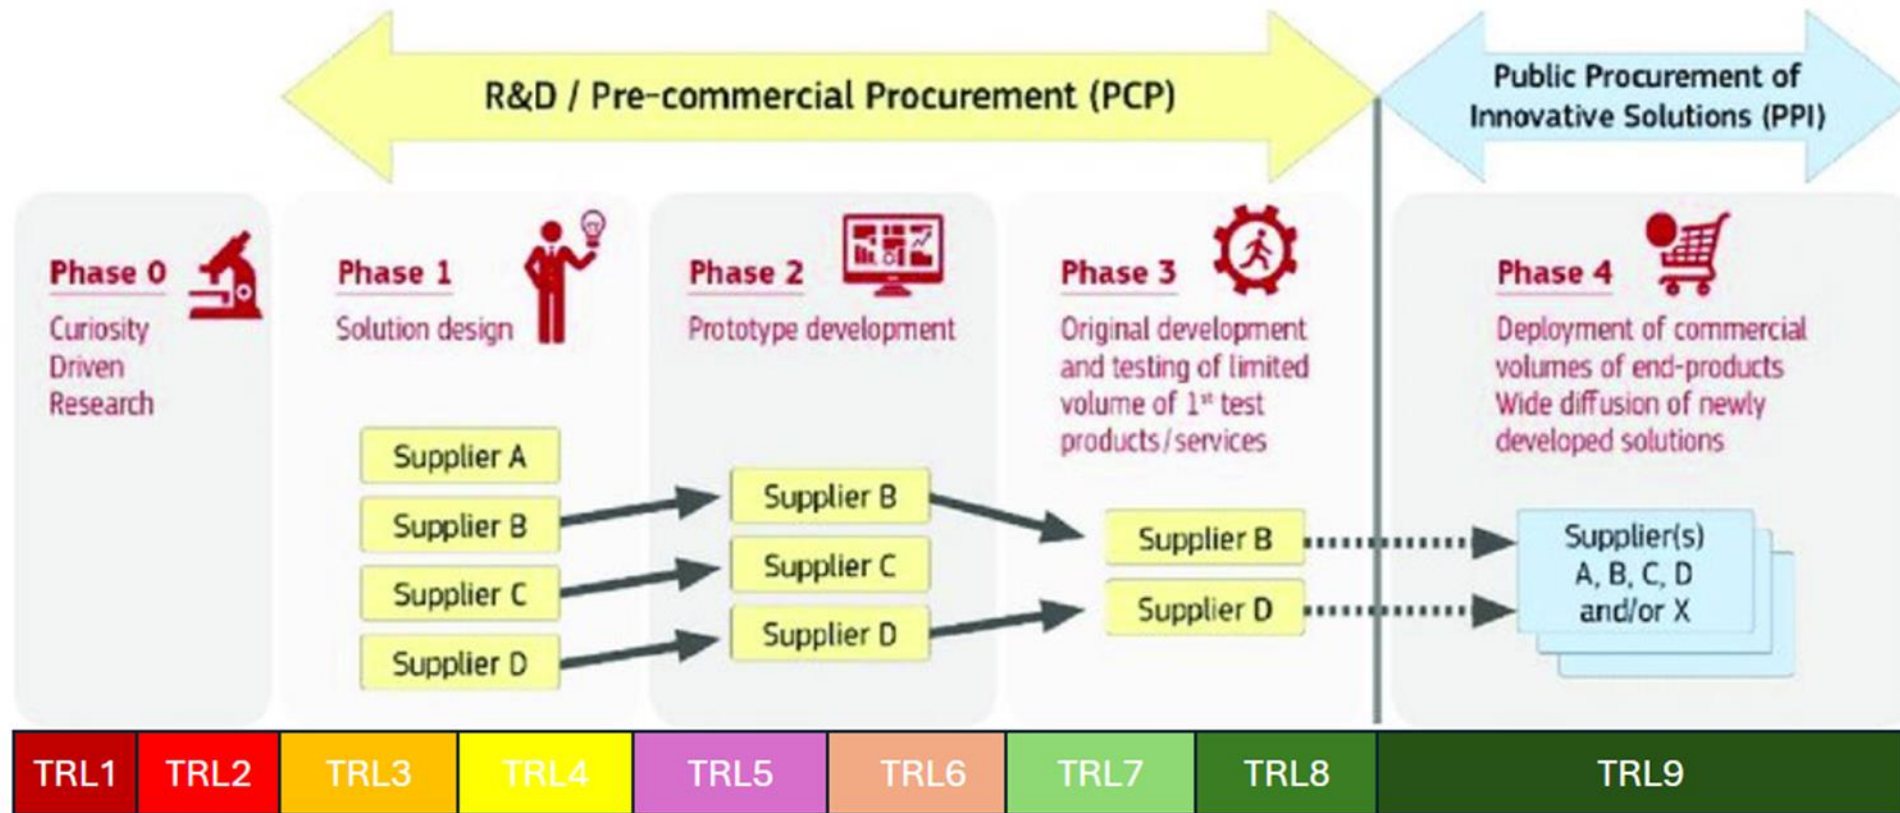 R&D / Pre-commercial Procurement (PCP)
Public Procurement of
Innovative Solutions (PPI)
Phase 0
Curiosity
Driven
Research
Phase 1
Solution design
Supplier A
Supplier B
Supplier C
Supplier D
Phase 2
Prototype development
Supplier B
Supplier C
Supplier D
Phase 3
Original development
and testing of limited
volume of 1st test
products/services
Supplier B
Supplier D
Phase 4
Deployment of commercial
volumes of end-products
Wide diffusion of newly
developed solutions
Supplier(s)
A, B, C, D
and/or X
TRL1 TRL2 TRL3 TRL4 TRL5 TRL6 TRL7 TRL8 TRL9